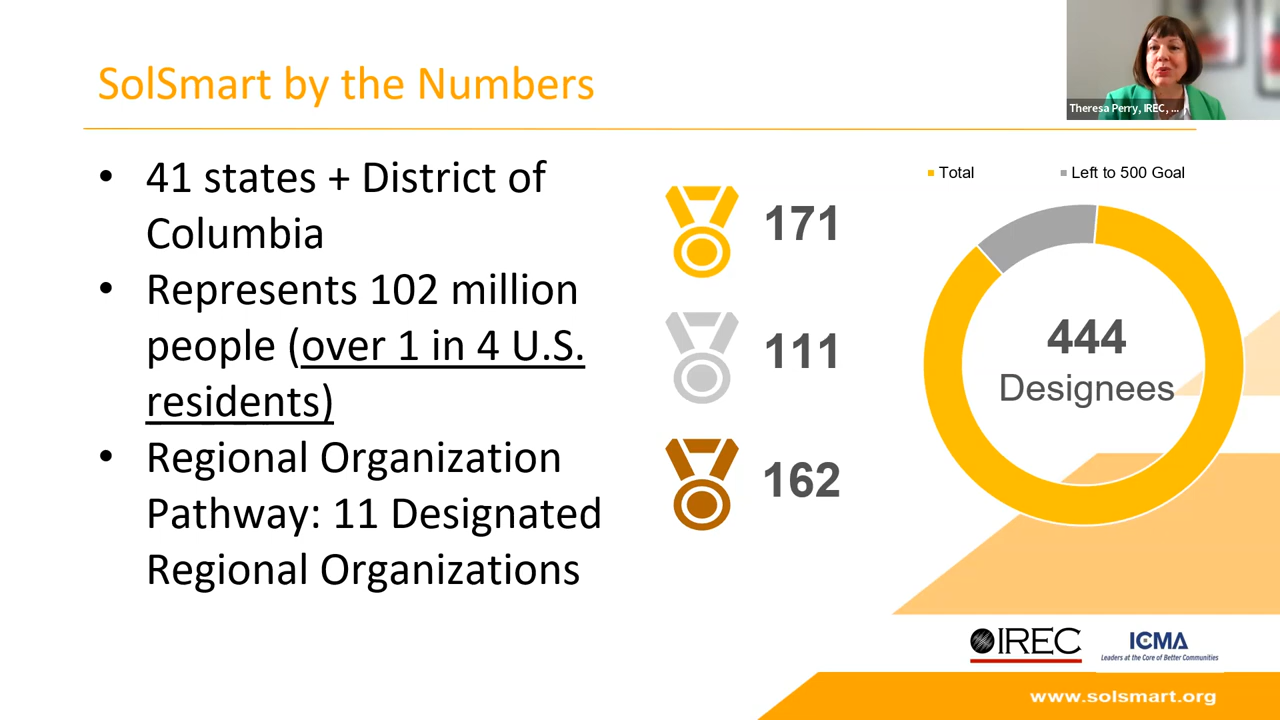 SolSmart by the Numbers
Theresa Perry, IREC, ...
• 41 states + District of
Columbia
• Represents 102 million
people (over 1 in 4 U.S.
residents)
• Regional Organization
Pathway: 11 Designated
Regional Organizations
171
111
162
Total
Left to 500 Goal
444
Designees
IREC
ICMA
Leaders at the Core of Better Communities
www.solsmart.org